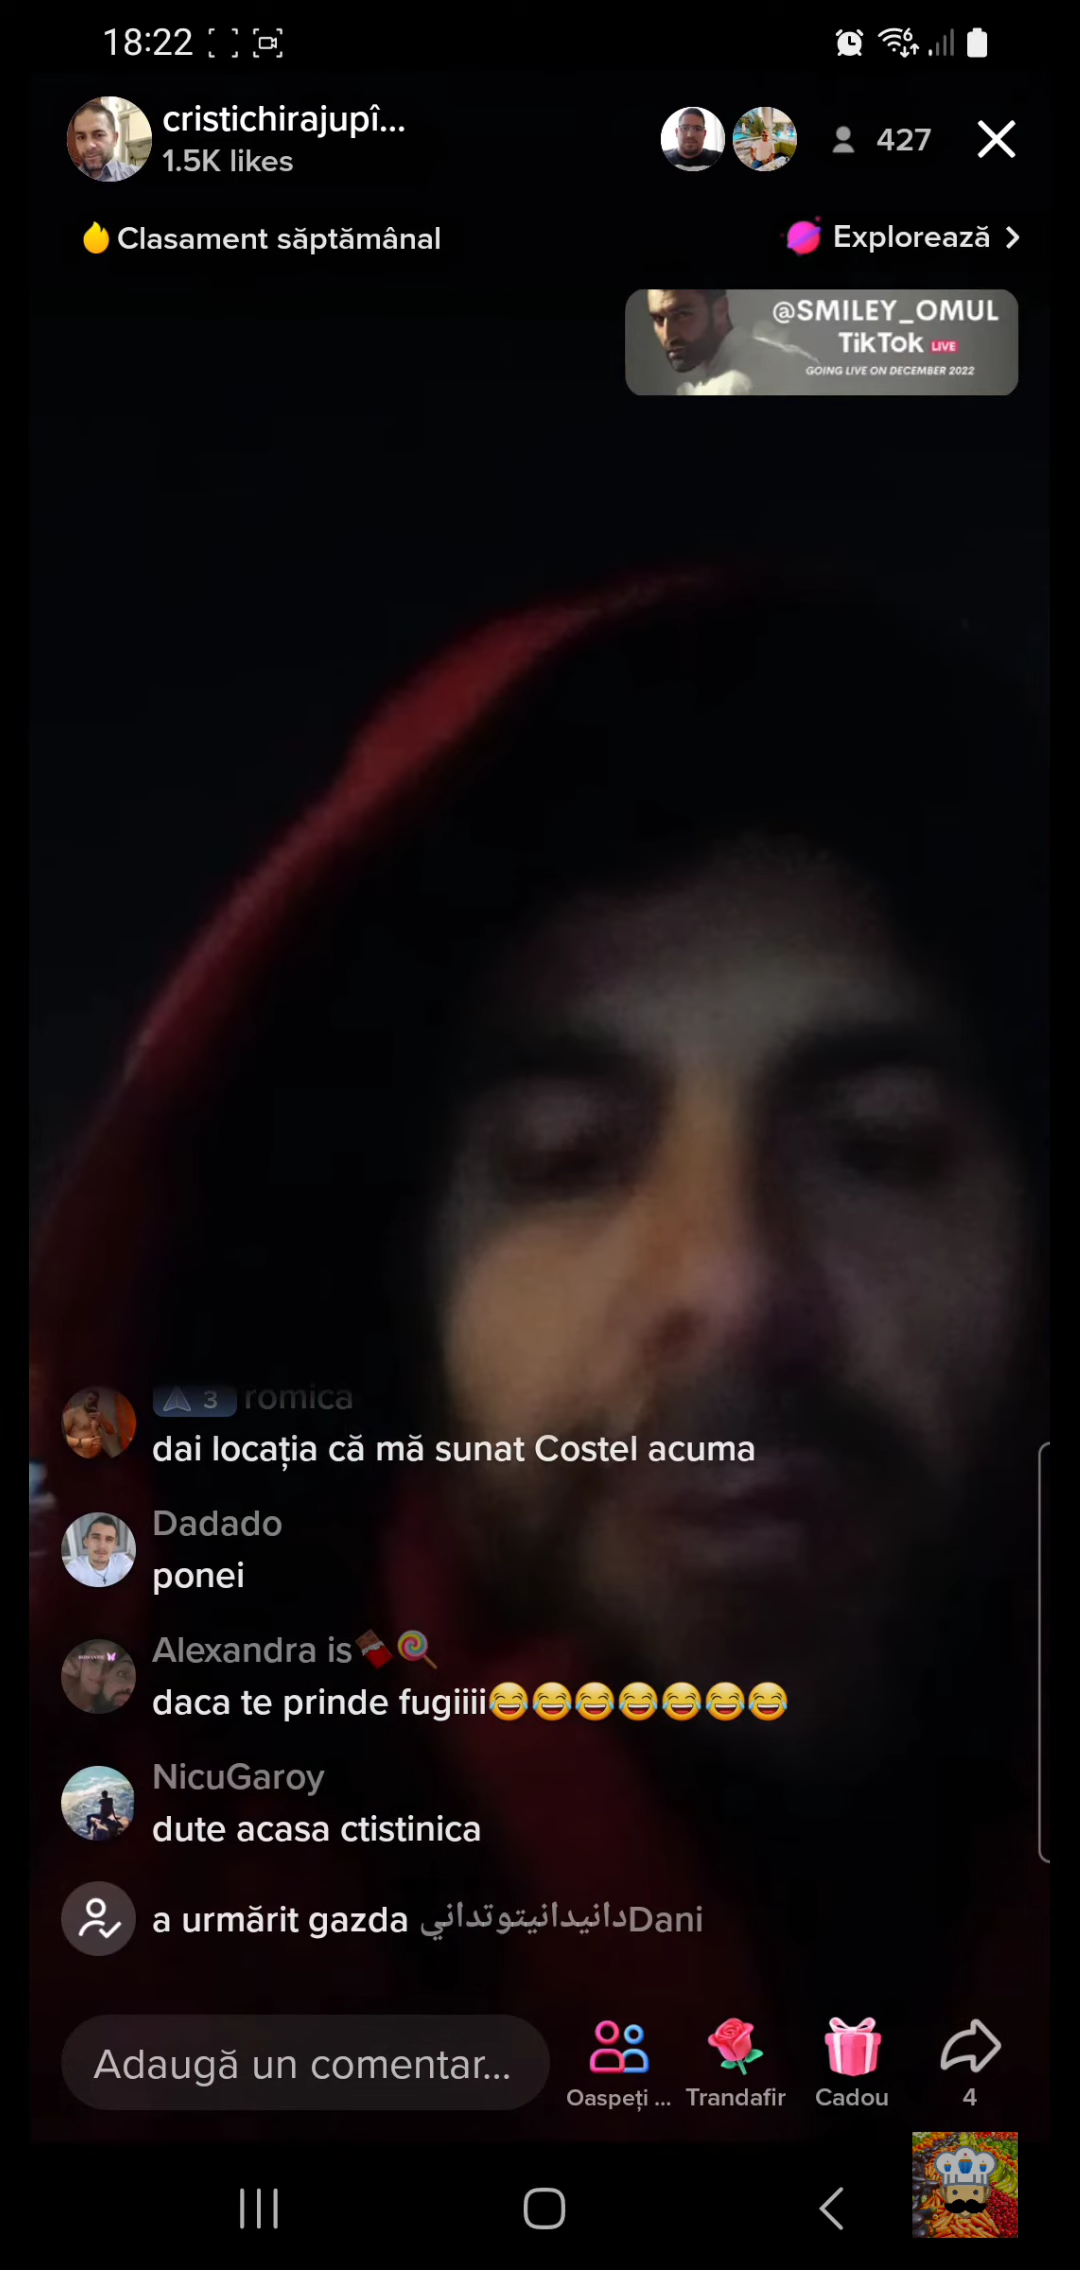 18:22
6
cristichirajupî...
1.5K likes
427
Clasament săptămânal
Explorează
@SMILEY_OMUL
TikTok LIVE
GOING LIVE ON DECEMBER 2022
3 romica
dai locația că mă sunat Costel acuma
Dadado
ponei
Alexandra is🍫🍭
daca te prinde fugiiii😂😂😂😂😂😂😂
NicuGaroy
dute acasa ctistinica
a urmărit gazda دانيدانيتوتدانيDani
Adaugă un comentar...
Oaspeți ...
Trandafir
Cadou
4